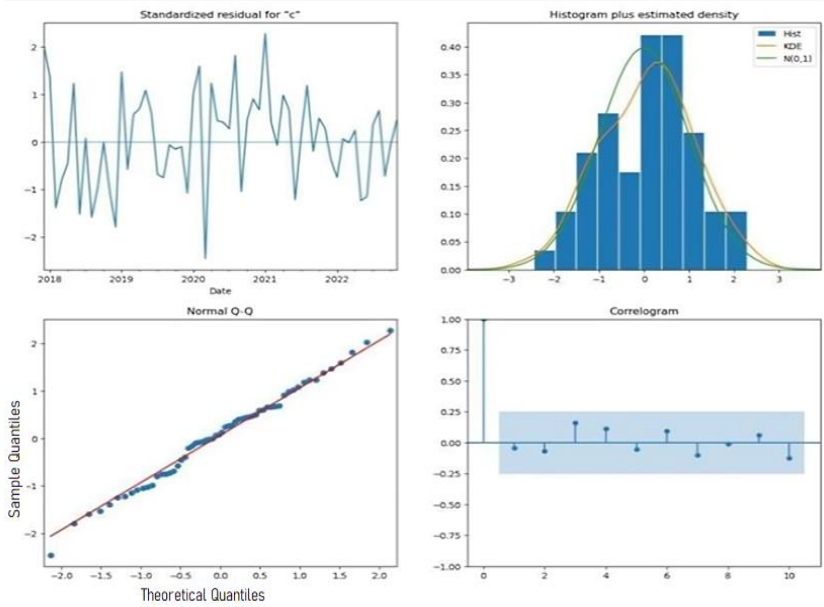 Standardized residual for "c"
2
1
0
−1
−2
2018 2019 2020 2021 2022
Date
Histogram plus estimated density
Hist
KDE
N(0,1)
0.40
0.35
0.30
0.25
0.20
0.15
0.10
0.05
0.00
−3 −2 −1 0 1 2 3
Normal Q-Q
Sample Quantiles
2
1
0
−1
−2
−2.0 −1.5 −1.0 −0.5 0.0 0.5 1.0 1.5 2.0
Theoretical Quantiles
Correlogram
1.00
0.75
0.50
0.25
0.00
−0.25
−0.50
−0.75
−1.00
0 2 4 6 8 10